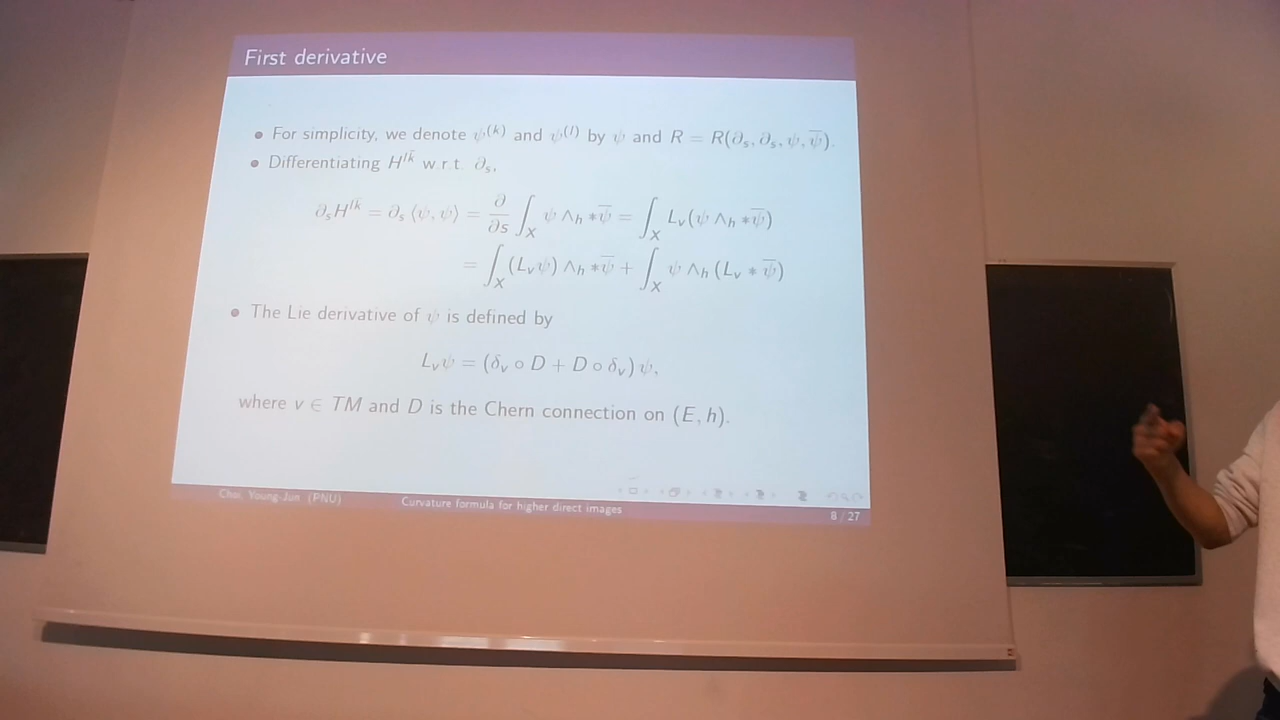 First derivative
• For simplicity, we denote ψ^(k) and ψ^(l) by ψ and R = R(∂_s, ∂_s̄, ψ, ψ̄).
• Differentiating H^{l k̄} w.r.t. ∂_s,
∂_s H^{l k̄} = ∂_s ⟨ψ, ψ⟩ = ∂/∂s ∫_X ψ ∧_h *ψ̄ = ∫_X L_v(ψ ∧_h *ψ̄)
= ∫_X (L_v ψ) ∧_h *ψ̄ + ∫_X ψ ∧_h (L_v * ψ̄)
• The Lie derivative of ψ is defined by
L_v ψ = (δ_v ∘ D + D ∘ δ_v) ψ,
where v ∈ TM and D is the Chern connection on (E, h).
Choi Young-Jun (PNU) Curvature formula for higher direct images 8 / 27